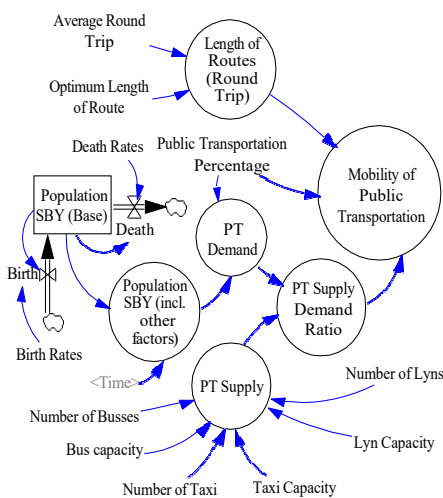 Average Round
Trip
Length of
Routes
(Round
Trip)
Optimum Length
of Route
Death Rates
Public Transportation
Percentage
Mobility of
Public
Transportation
Population
SBY (Base)
PT
Demand
Death
Birth
Population
SBY (incl.
other
factors)
PT Supply
Demand
Ratio
Birth Rates
<Time>
PT Supply
Number of Lyns
Number of Busses
Bus capacity
Lyn Capacity
Number of Taxi
Taxi Capacity